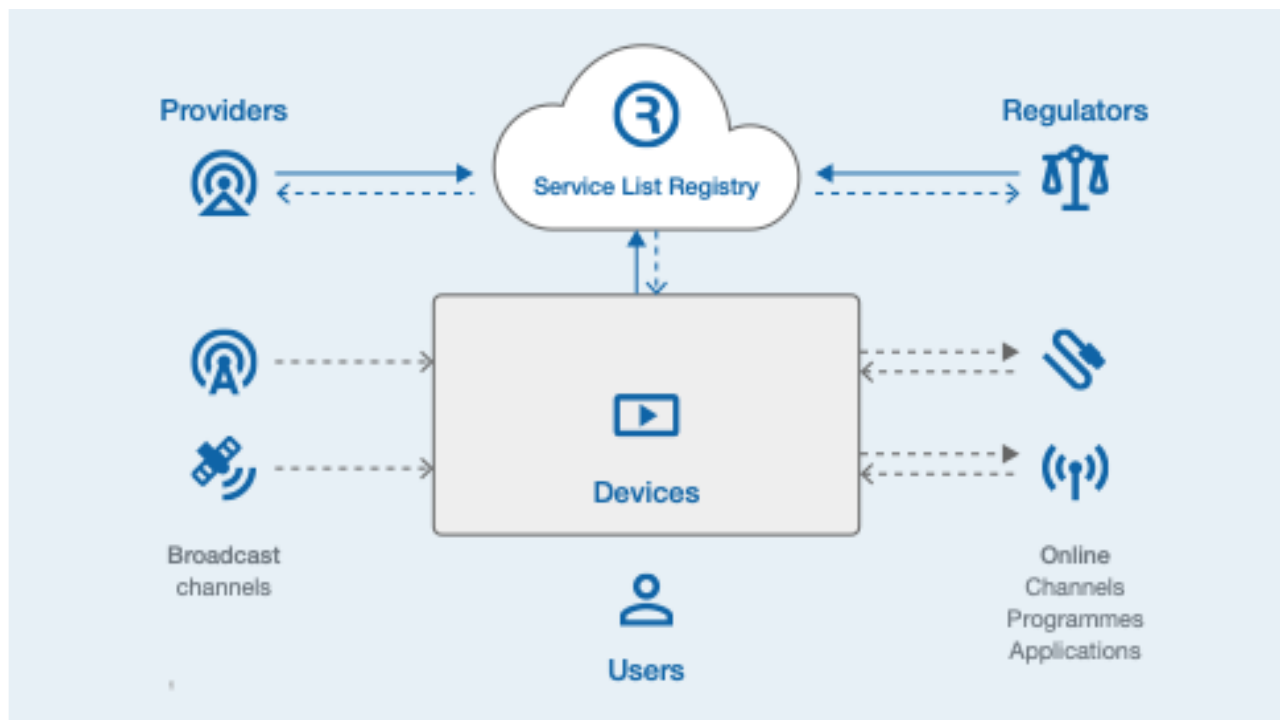 Providers
Regulators
Service List Registry
Devices
Broadcast
channels
Online
Channels
Programmes
Applications
Users